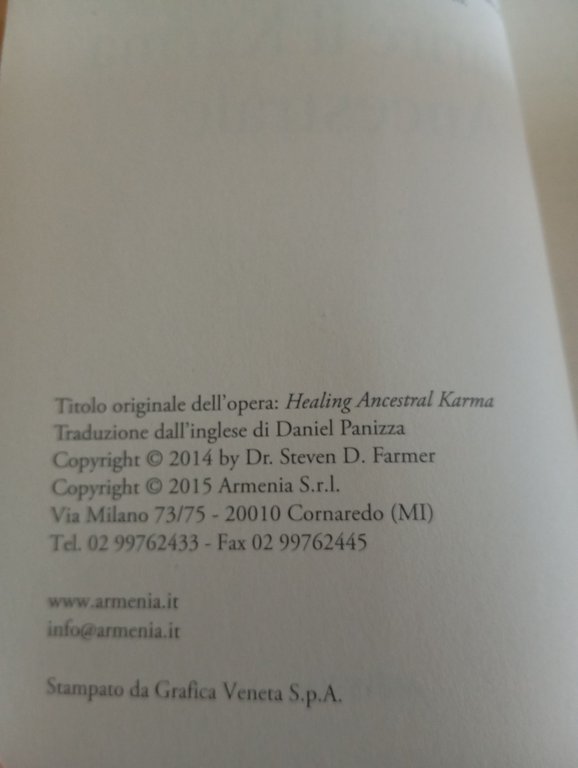 Titolo originale dell'opera: Healing Ancestral Karma
Traduzione dall'inglese di Daniel Panizza
Copyright © 2014 by Dr. Steven D. Farmer
Copyright © 2015 Armenia S.r.l.
Via Milano 73/75 - 20010 Cornaredo (MI)
Tel. 02 99762433 - Fax 02 99762445
www.armenia.it
info@armenia.it
Stampato da Grafica Veneta S.p.A.